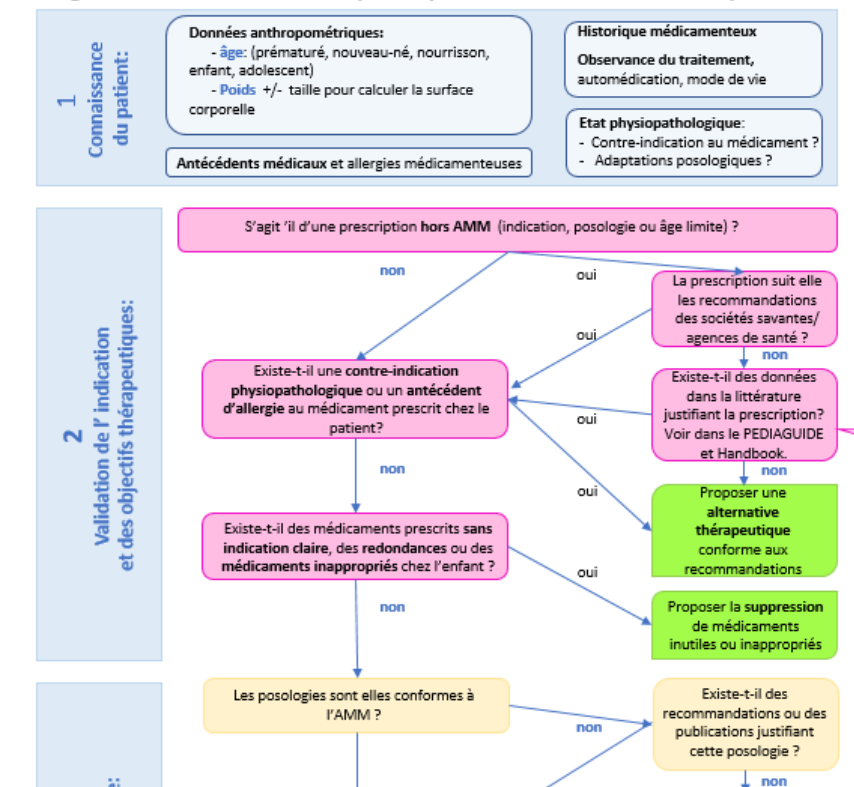 1
Connaissance
du patient:
Données anthropométriques:
- âge: (prématuré, nouveau-né, nourrisson,
enfant, adolescent)
- Poids +/- taille pour calculer la surface
corporelle
Antécédents médicaux et allergies médicamenteuses
Historique médicamenteux
Observance du traitement,
automédication, mode de vie
Etat physiopathologique:
- Contre-indication au médicament ?
- Adaptations posologiques ?
2
Validation de l' indication
et des objectifs thérapeutiques:
S'agit 'il d'une prescription hors AMM (indication, posologie ou âge limite) ?
non
oui
La prescription suit elle
les recommandations
des sociétés savantes/
agences de santé ?
oui
non
Existe-t-il une contre-indication
physiopathologique ou un antécédent
d'allergie au médicament prescrit chez le
patient?
Existe-t-il des données
dans la littérature
justifiant la prescription?
Voir dans le PEDIAGUIDE
et Handbook.
oui
non
non
oui
Proposer une
alternative
thérapeutique
conforme aux
recommandations
Existe-t-il des médicaments prescrits sans
indication claire, des redondances ou des
médicaments inappropriés chez l'enfant ?
oui
non
Proposer la suppression
de médicaments
inutiles ou inappropriés
Les posologies sont elles conformes à
l'AMM ?
non
Existe-t-il des
recommandations ou des
publications justifiant
cette posologie ?
non